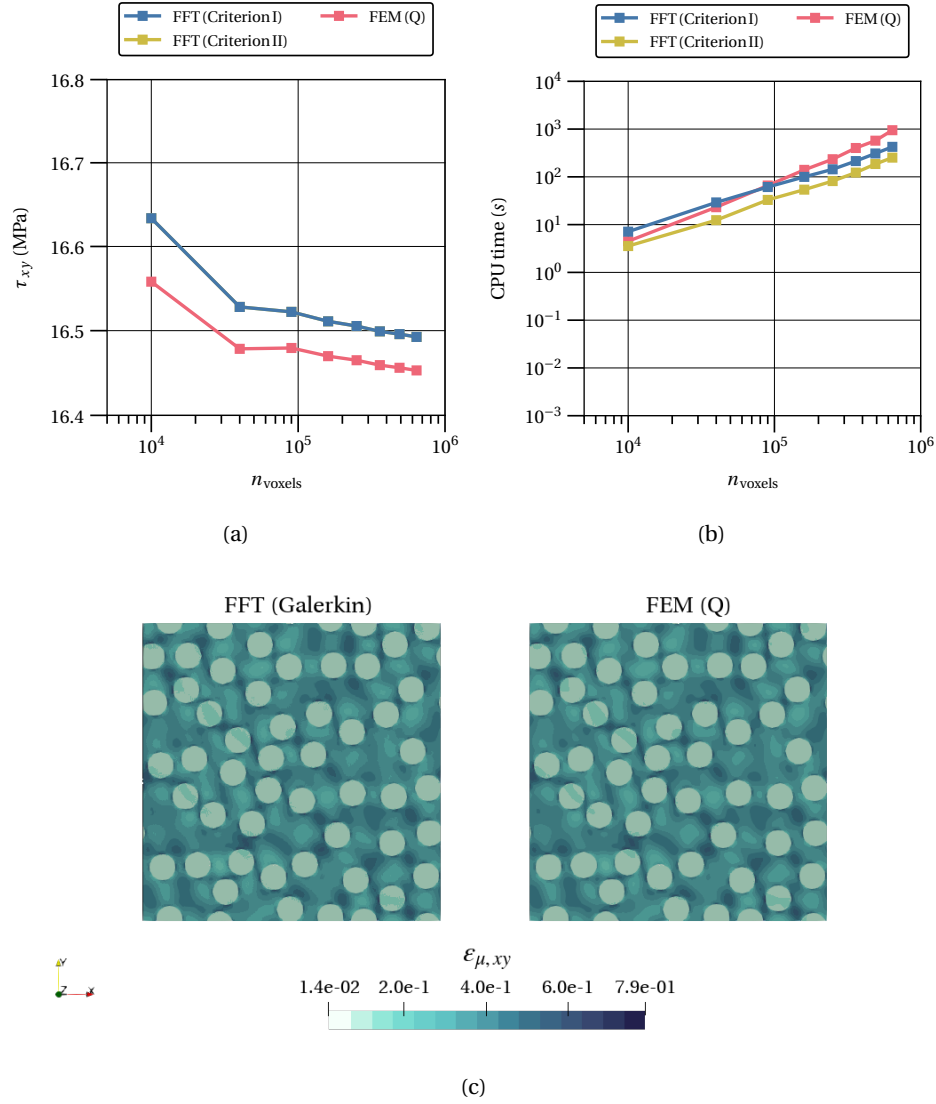 FFT (Criterion I) FEM (Q)
FFT (Criterion II)
16.8
16.7
16.6
16.5
16.4
τxy (MPa)
10^4 10^5 10^6
n_voxels
(a)
FFT (Criterion I) FEM (Q)
FFT (Criterion II)
10^4
10^3
10^2
10^1
10^0
10^−1
10^−2
10^−3
CPU time (s)
10^4 10^5 10^6
n_voxels
(b)
FFT (Galerkin) FEM (Q)
Y
Z X
ε_μ,xy
1.4e-02 2.0e-1 4.0e-1 6.0e-1 7.9e-01
(c)